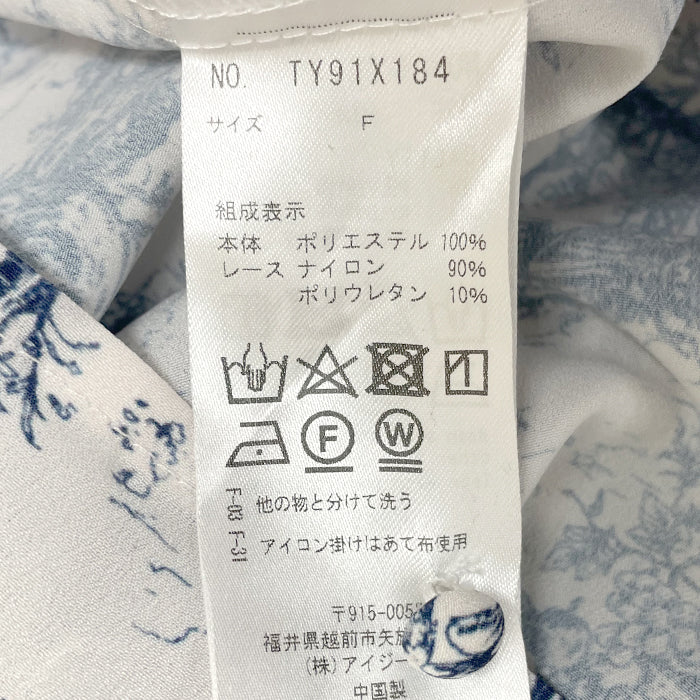 NO. TY91X184
サイズ F
組成表示
本体 ポリエステル 100%
レース ナイロン 90%
ポリウレタン 10%
F
W
F-03 他の物と分けて洗う
F-31 アイロン掛けはあて布使用
〒915-005
福井県越前市矢放
(株)アイジー
中国製